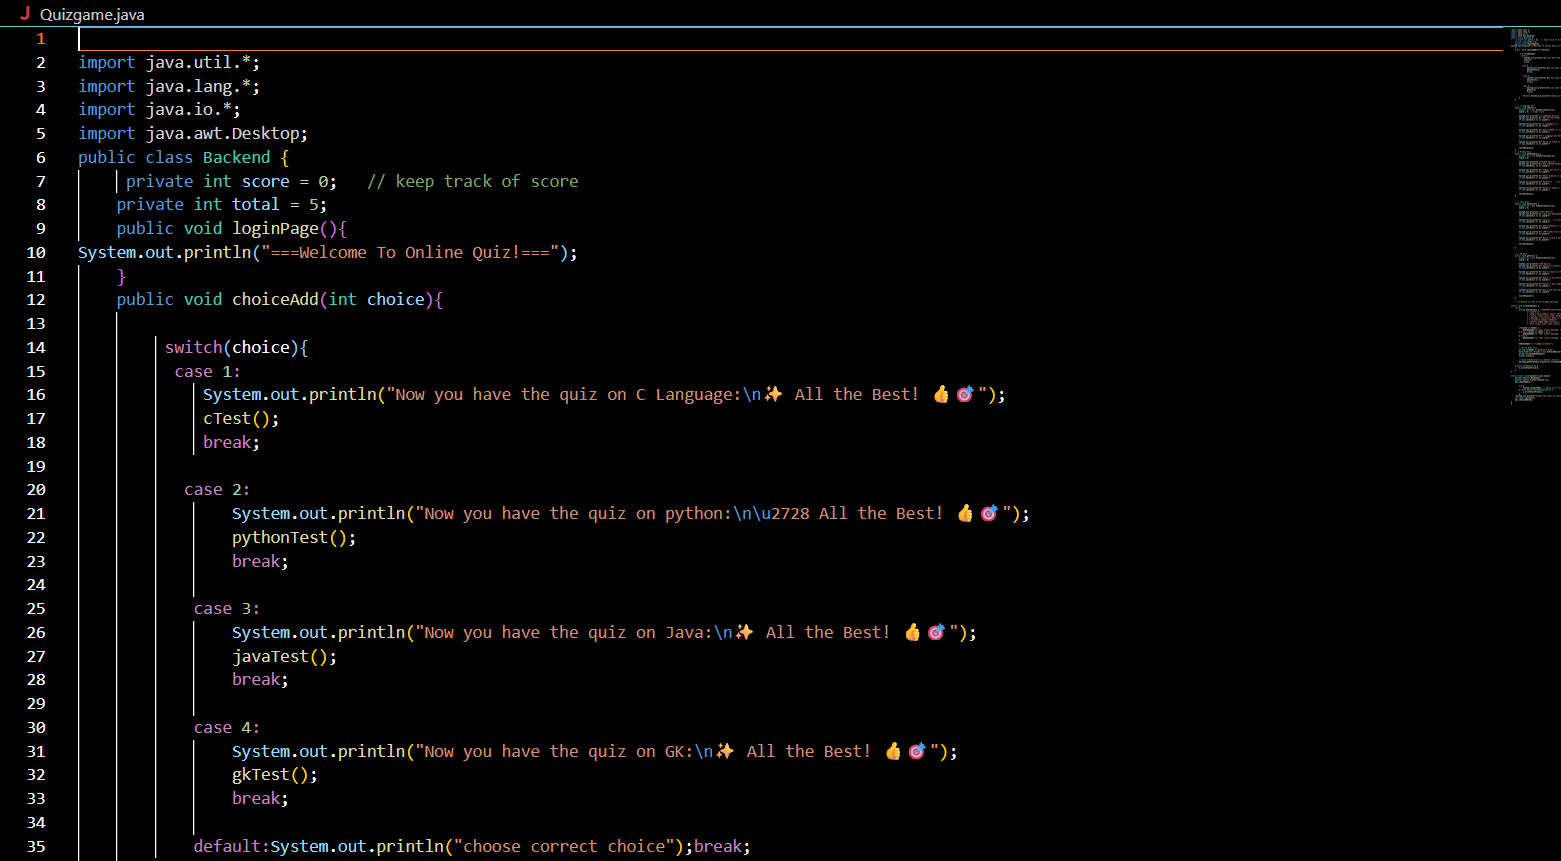 J Quizgame.java
1
2 import java.util.*;
3 import java.lang.*;
4 import java.io.*;
5 import java.awt.Desktop;
6 public class Backend {
7 private int score = 0; // keep track of score
8 private int total = 5;
9 public void loginPage(){
10 System.out.println("===Welcome To Online Quiz!===");
11 }
12 public void choiceAdd(int choice){
13
14 switch(choice){
15 case 1:
16 System.out.println("Now you have the quiz on C Language:\n✨ All the Best! 👍🎯");
17 cTest();
18 break;
19
20 case 2:
21 System.out.println("Now you have the quiz on python:\n\u2728 All the Best! 👍🎯");
22 pythonTest();
23 break;
24
25 case 3:
26 System.out.println("Now you have the quiz on Java:\n✨ All the Best! 👍🎯");
27 javaTest();
28 break;
29
30 case 4:
31 System.out.println("Now you have the quiz on GK:\n✨ All the Best! 👍🎯");
32 gkTest();
33 break;
34
35 default:System.out.println("choose correct choice");break;